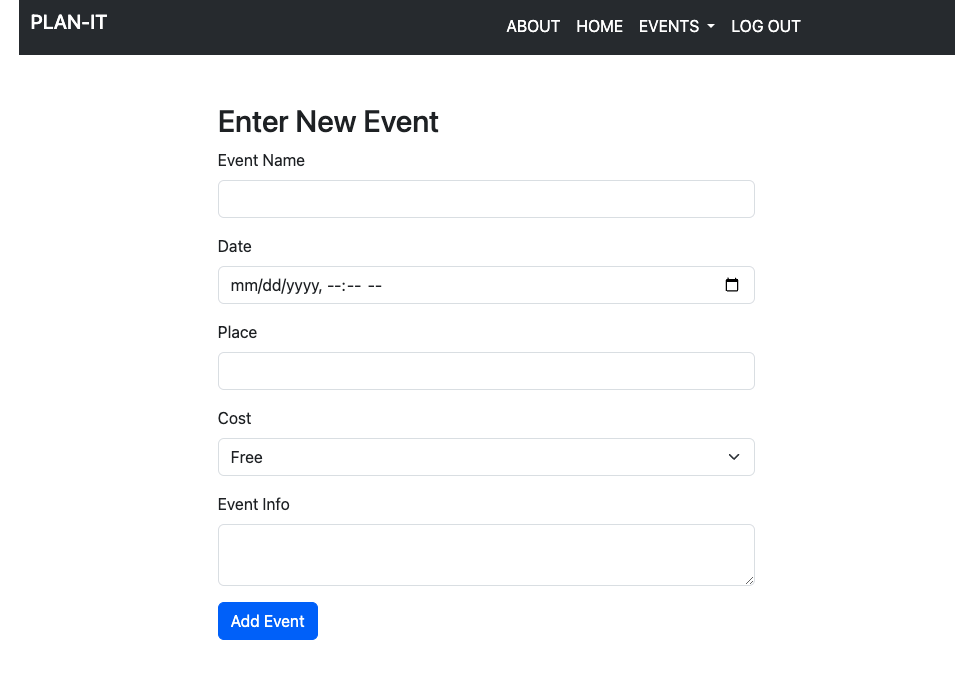 PLAN-IT
ABOUT HOME EVENTS LOG OUT
Enter New Event
Event Name
Date
mm/dd/yyyy, --:-- --
Place
Cost
Free
Event Info
Add Event